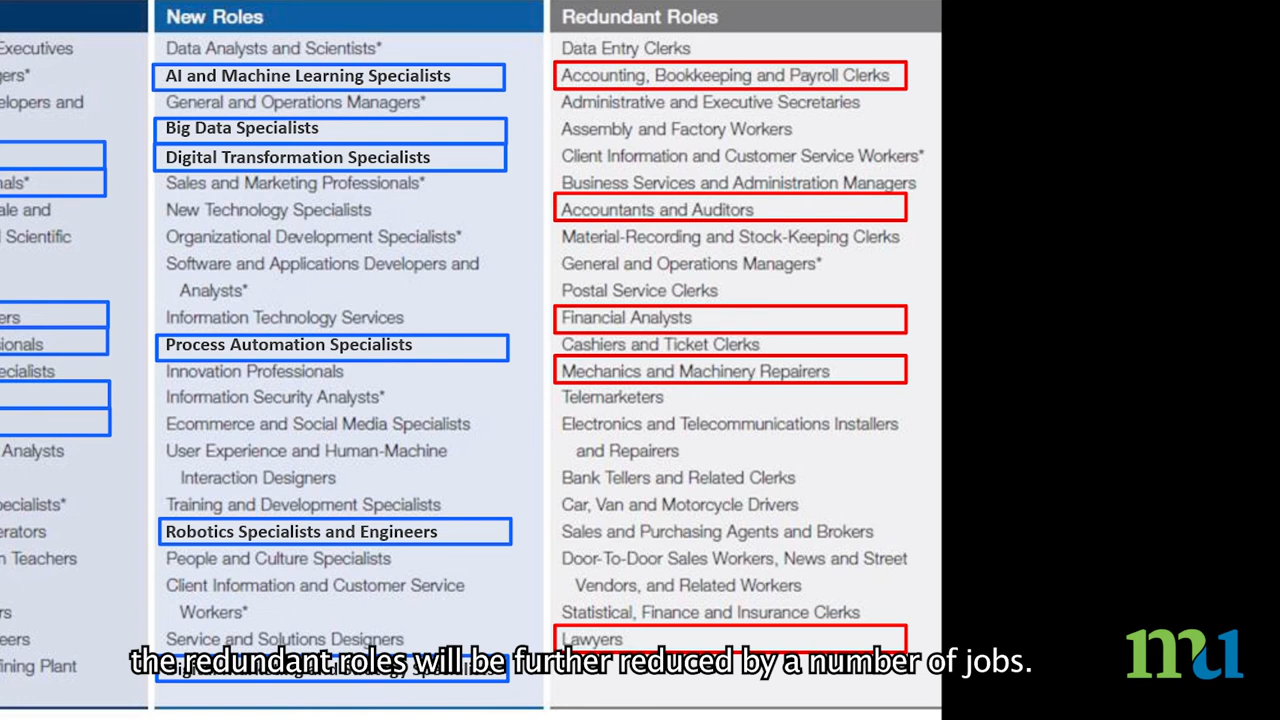 New Roles
Redundant Roles
Executives
gers*
elopers and
nals*
ale and
Scientific
ers
ionals
ecialists
Analysts
pecialists*
erators
n Teachers
rs
eers
fining Plant
Data Analysts and Scientists*
AI and Machine Learning Specialists
General and Operations Managers*
Big Data Specialists
Digital Transformation Specialists
Sales and Marketing Professionals*
New Technology Specialists
Organizational Development Specialists*
Software and Applications Developers and
Analysts*
Information Technology Services
Process Automation Specialists
Innovation Professionals
Information Security Analysts*
Ecommerce and Social Media Specialists
User Experience and Human-Machine
Interaction Designers
Training and Development Specialists
Robotics Specialists and Engineers
People and Culture Specialists
Client Information and Customer Service
Workers*
Service and Solutions Designers
Data Entry Clerks
Accounting, Bookkeeping and Payroll Clerks
Administrative and Executive Secretaries
Assembly and Factory Workers
Client Information and Customer Service Workers*
Business Services and Administration Managers
Accountants and Auditors
Material-Recording and Stock-Keeping Clerks
General and Operations Managers*
Postal Service Clerks
Financial Analysts
Cashiers and Ticket Clerks
Mechanics and Machinery Repairers
Telemarketers
Electronics and Telecommunications Installers
and Repairers
Bank Tellers and Related Clerks
Car, Van and Motorcycle Drivers
Sales and Purchasing Agents and Brokers
Door-To-Door Sales Workers, News and Street
Vendors, and Related Workers
Statistical, Finance and Insurance Clerks
Lawyers
the redundant roles will be further reduced by a number of jobs.
mu